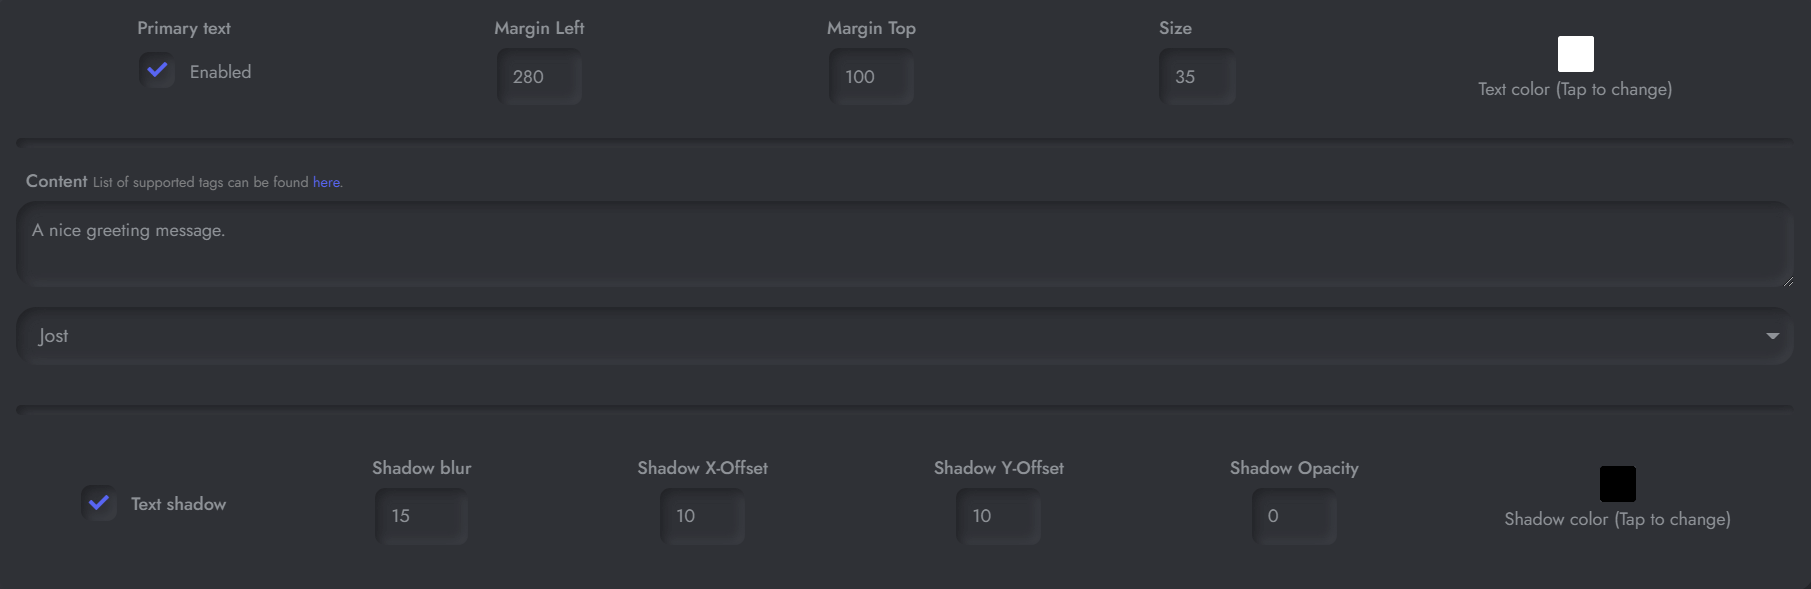 Primary text Margin Left Margin Top Size
Enabled 280 100 35 Text color (Tap to change)
Content List of supported tags can be found here.
A nice greeting message.
Jost
Shadow blur Shadow X-Offset Shadow Y-Offset Shadow Opacity
Text shadow 15 10 10 0 Shadow color (Tap to change)